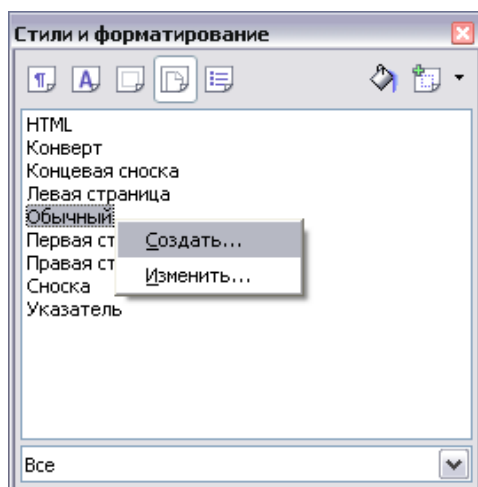 Стили и форматирование
HTML
Конверт
Концевая сноска
Левая страница
Обычный
Создать...
Первая ст
Правая ст
Изменить...
Сноска
Указатель
Все